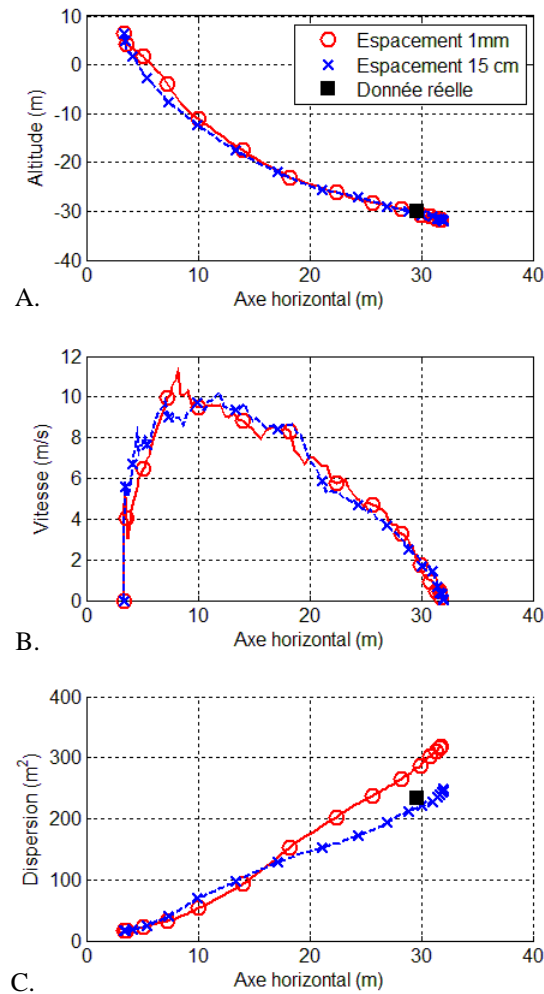 10
0
-10
-20
-30
-40
Altitude (m)
Espacement 1mm
Espacement 15 cm
Donnée réelle
0 10 20 30 40
A.
Axe horizontal (m)
12
10
8
6
4
2
0
Vitesse (m/s)
0 10 20 30 40
B.
Axe horizontal (m)
400
300
200
100
0
Dispersion (m²)
0 10 20 30 40
C.
Axe horizontal (m)